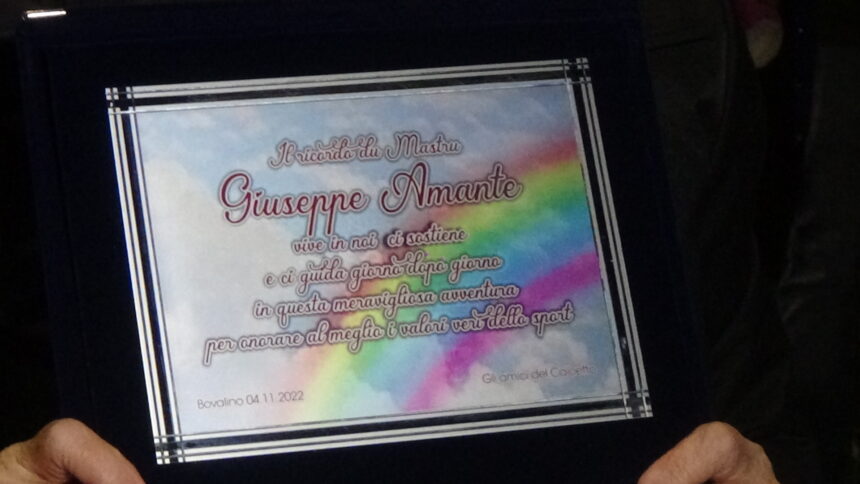 Il ricordo du Mastru
Giuseppe Amante
vive in noi ci sostiene
e ci guida giorno dopo giorno
in questa meravigliosa avventura
per onorare al meglio i valori veri dello sport
Bovalino 04.11.2022
Gli amici del Calcetto